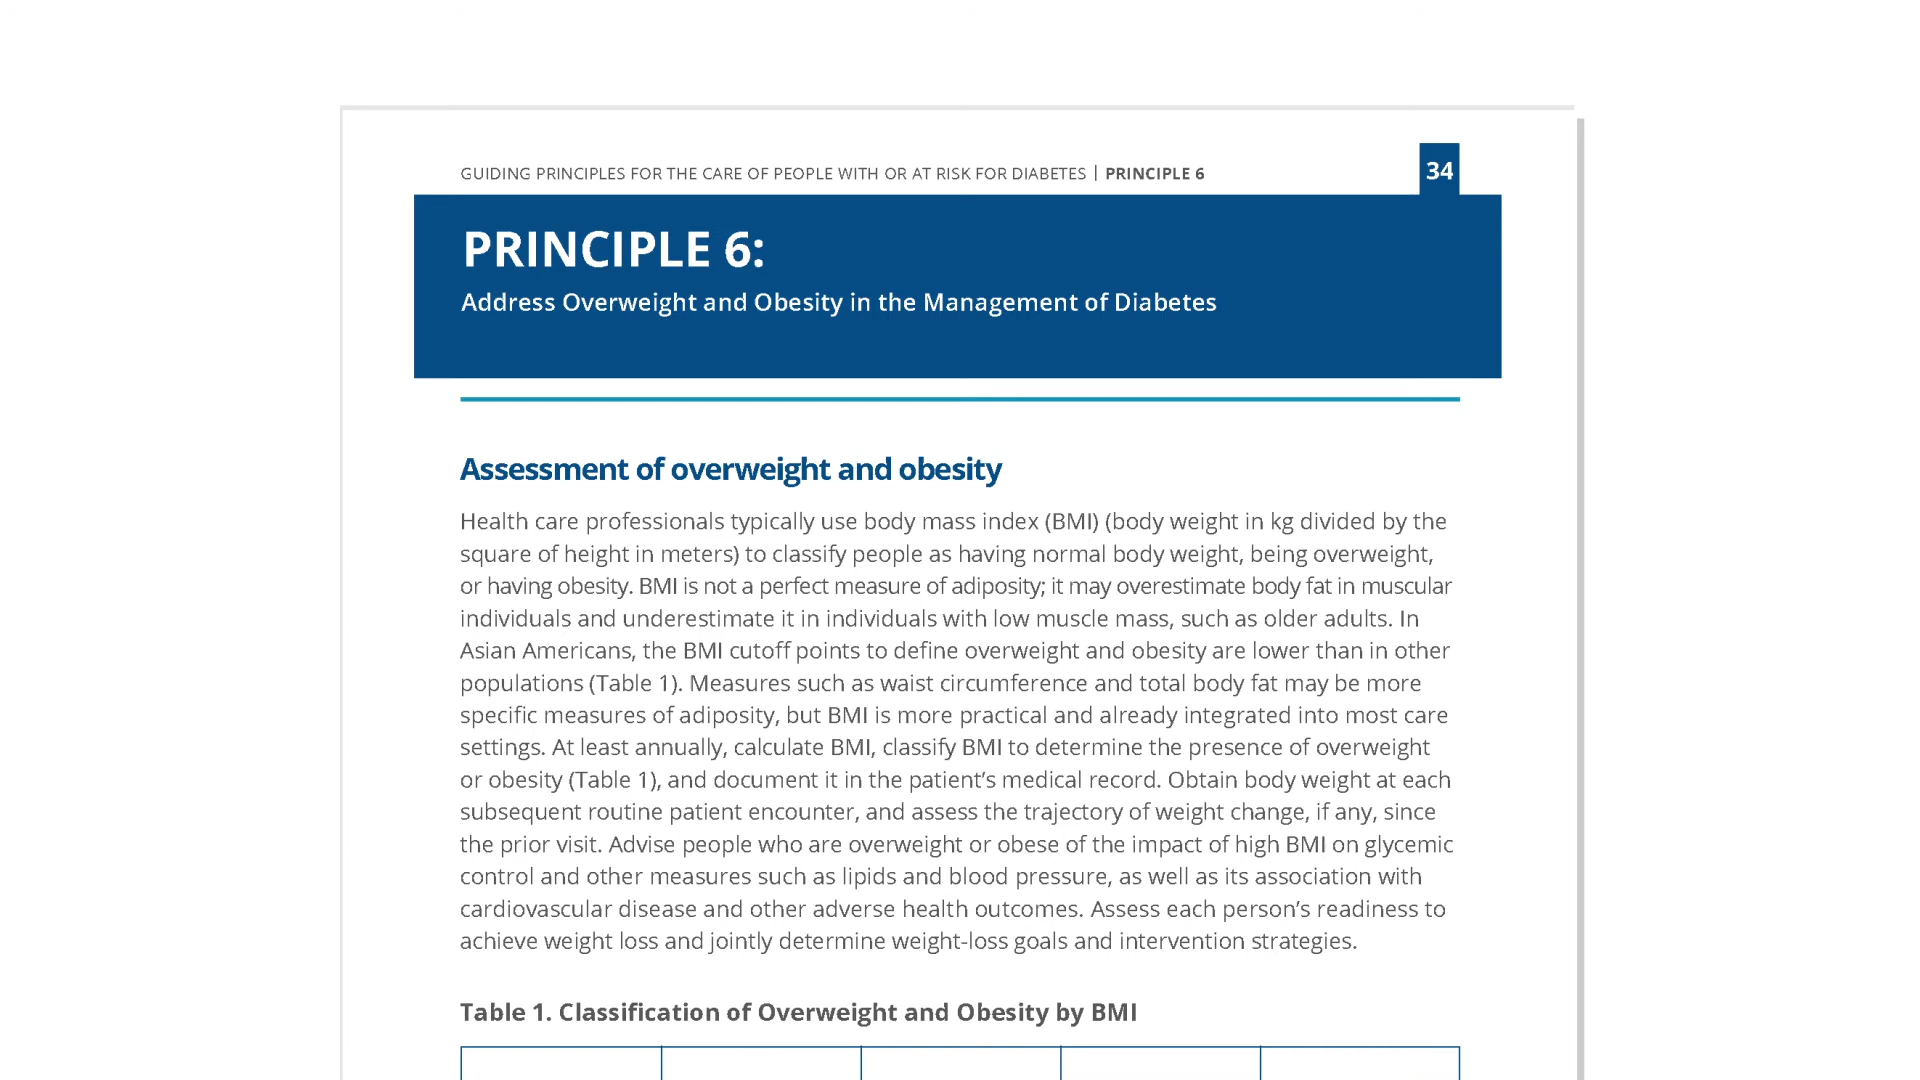 GUIDING PRINCIPLES FOR THE CARE OF PEOPLE WITH OR AT RISK FOR DIABETES | PRINCIPLE 6
34
PRINCIPLE 6:
Address Overweight and Obesity in the Management of Diabetes
Assessment of overweight and obesity
Health care professionals typically use body mass index (BMI) (body weight in kg divided by the
square of height in meters) to classify people as having normal body weight, being overweight,
or having obesity. BMI is not a perfect measure of adiposity; it may overestimate body fat in muscular
individuals and underestimate it in individuals with low muscle mass, such as older adults. In
Asian Americans, the BMI cutoff points to define overweight and obesity are lower than in other
populations (Table 1). Measures such as waist circumference and total body fat may be more
specific measures of adiposity, but BMI is more practical and already integrated into most care
settings. At least annually, calculate BMI, classify BMI to determine the presence of overweight
or obesity (Table 1), and document it in the patient’s medical record. Obtain body weight at each
subsequent routine patient encounter, and assess the trajectory of weight change, if any, since
the prior visit. Advise people who are overweight or obese of the impact of high BMI on glycemic
control and other measures such as lipids and blood pressure, as well as its association with
cardiovascular disease and other adverse health outcomes. Assess each person’s readiness to
achieve weight loss and jointly determine weight-loss goals and intervention strategies.
Table 1. Classification of Overweight and Obesity by BMI